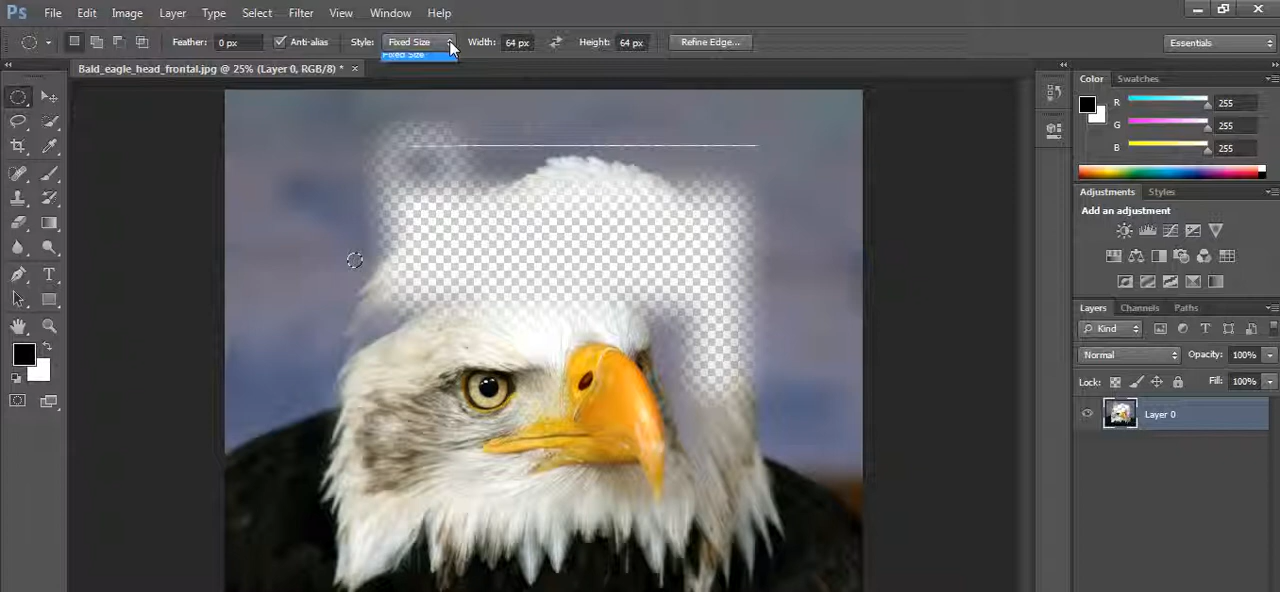 Ps File Edit Image Layer Type Select Filter View Window Help
Feather: 0 px Anti-alias Style: Fixed Size Width: 64 px Height: 64 px Refine Edge... Essentials
Fixed Size
Bald_eagle_head_frontal.jpg @ 25% (Layer 0, RGB/8) * ×
Color Swatches
R 255
G 255
B 255
Adjustments Styles
Add an adjustment
Layers Channels Paths
Kind
Normal Opacity: 100%
Lock: Fill: 100%
Layer 0